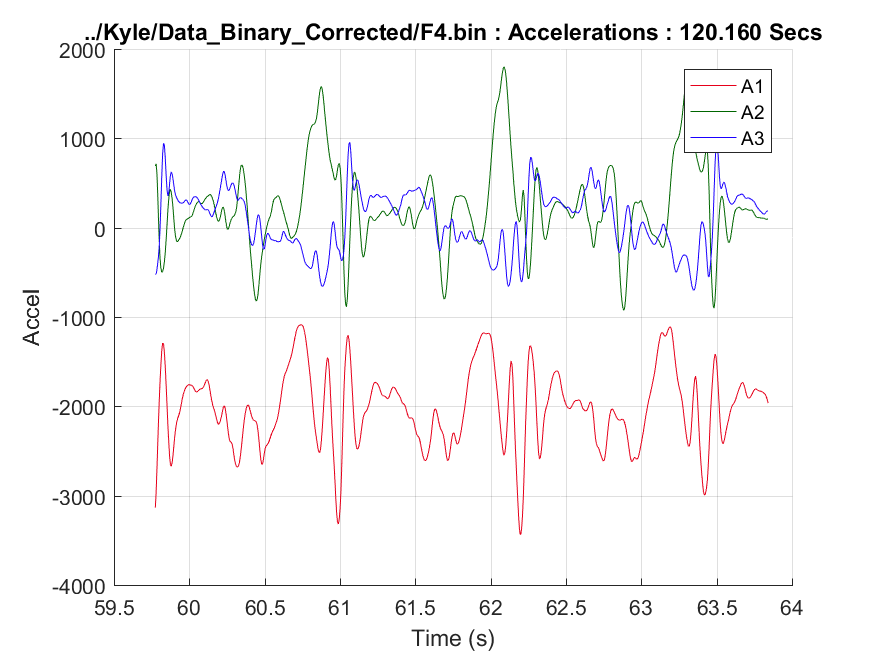 ../Kyle/Data_Binary_Corrected/F4.bin : Accelerations : 120.160 Secs
2000
1000
0
-1000
-2000
-3000
-4000
Accel
A1
A2
A3
59.5 60 60.5 61 61.5 62 62.5 63 63.5 64
Time (s)